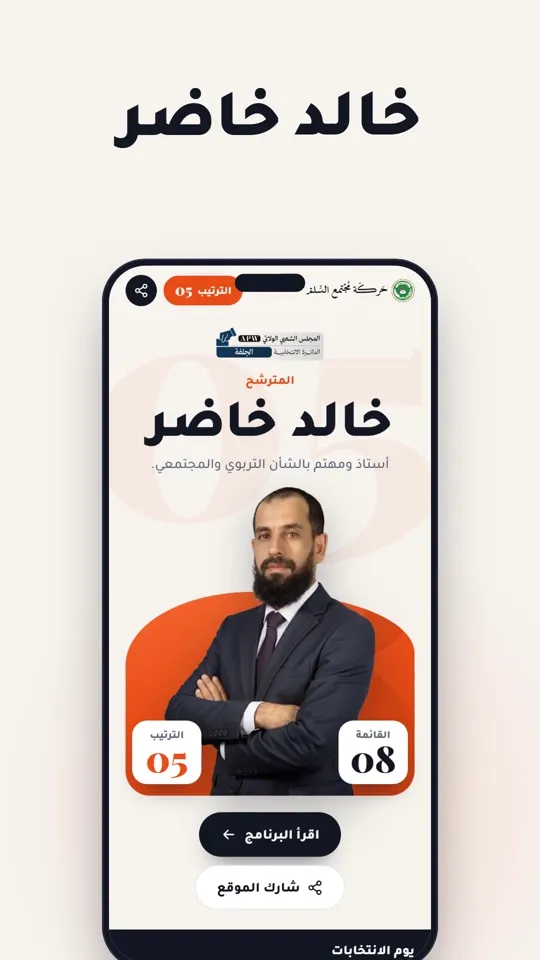 خالد خاضر
حركة مجتمع السلم
الترتيب 05
المجلس الشعبي الولائي APW
الدائرة الانتخابية الجلفة
المترشح
خالد خاضر
أستاذ ومهتم بالشأن التربوي والمجتمعي.
05
القائمة
08
الترتيب
05
اقرأ البرنامج ←
شارك الموقع
يوم الانتخابات